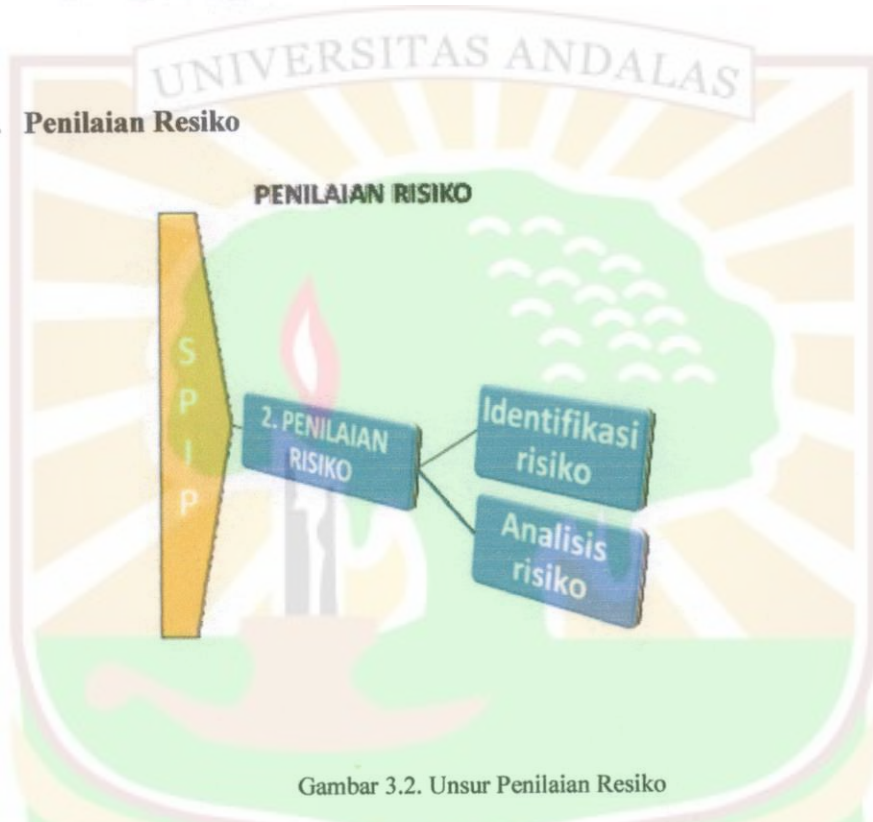 UNIVERSITAS ANDALAS
Penilaian Resiko
PENILAIAN RISIKO
S
P
I
P
2. PENILAIAN
RISIKO
Identifikasi
risiko
Analisis
risiko
Gambar 3.2. Unsur Penilaian Resiko